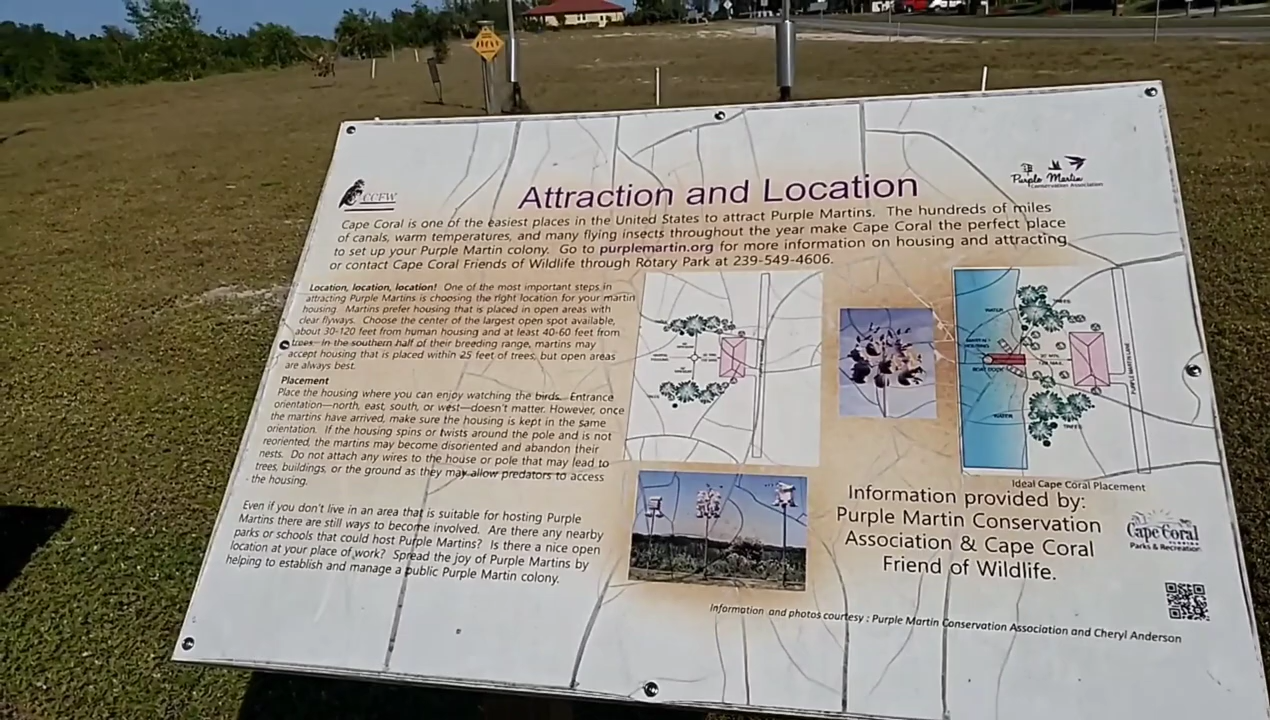 CCFW
Attraction and Location
Purple Martin
Conservation Association
Cape Coral is one of the easiest places in the United States to attract Purple Martins. The hundreds of miles
of canals, warm temperatures, and many flying insects throughout the year make Cape Coral the perfect place
to set up your Purple Martin colony. Go to purplemartin.org for more information on housing and attracting
or contact Cape Coral Friends of Wildlife through Rotary Park at 239-549-4606.
Location, location, location! One of the most important steps in
attracting Purple Martins is choosing the right location for your martin
housing. Martins prefer housing that is placed in open areas with
clear flyways. Choose the center of the largest open spot available,
about 30-120 feet from human housing and at least 40-60 feet from
trees. In the southern half of their breeding range, martins may
accept housing that is placed within 25 feet of trees, but open areas
are always best.
Placement
Place the housing where you can enjoy watching the birds. Entrance
orientation—north, east, south, or west—doesn't matter. However, once
the martins have arrived, make sure the housing is kept in the same
orientation. If the housing spins or twists around the pole and is not
reoriented, the martins may become disoriented and abandon their
nests. Do not attach any wires to the house or pole that may lead to
trees, buildings, or the ground as they may allow predators to access
the housing.
Even if you don't live in an area that is suitable for hosting Purple
Martins there are still ways to become involved. Are there any nearby
parks or schools that could host Purple Martins? Is there a nice open
location at your place of work? Spread the joy of Purple Martins by
helping to establish and manage a public Purple Martin colony.
WATER
TREES
MARTIN
HOUSING
BOAT DOCK
WATER
TREES
PURPLE MARTIN LANE
Ideal Cape Coral Placement
Information provided by:
Purple Martin Conservation
Association & Cape Coral
Friend of Wildlife.
Cape Coral
Parks & Recreation
Information and photos courtesy : Purple Martin Conservation Association and Cheryl Anderson